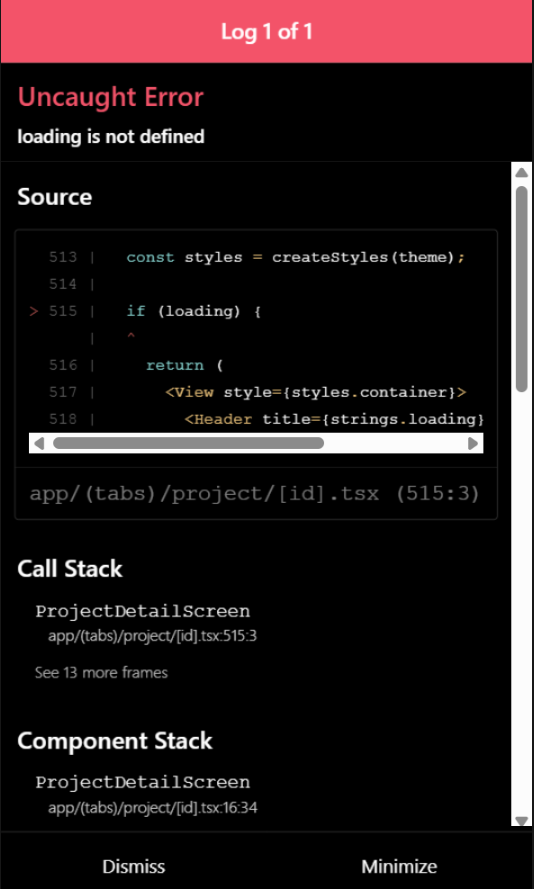 Log 1 of 1
Uncaught Error
loading is not defined
Source
513 |   const styles = createStyles(theme);
514 |
> 515 |   if (loading) {
|   ^
516 |     return (
517 |       <View style={styles.container}>
518 |         <Header title={strings.loading}
app/(tabs)/project/[id].tsx (515:3)
Call Stack
ProjectDetailScreen
app/(tabs)/project/[id].tsx:515:3
See 13 more frames
Component Stack
ProjectDetailScreen
app/(tabs)/project/[id].tsx:16:34
Dismiss
Minimize